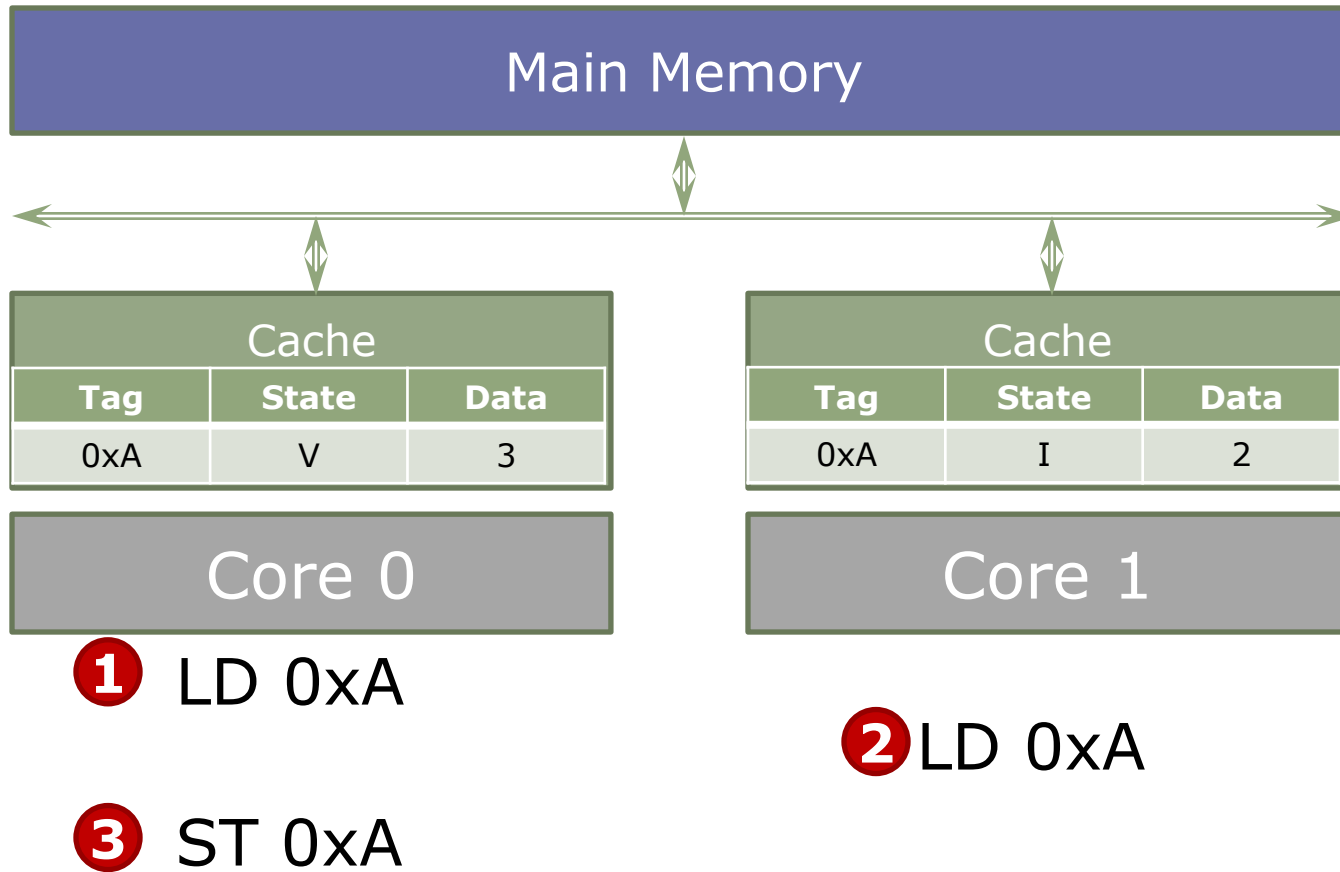 Main Memory
Cache
Tag State Data
0xA V 3
Cache
Tag State Data
0xA I 2
Core 0
Core 1
1 LD 0xA
2 LD 0xA
3 ST 0xA